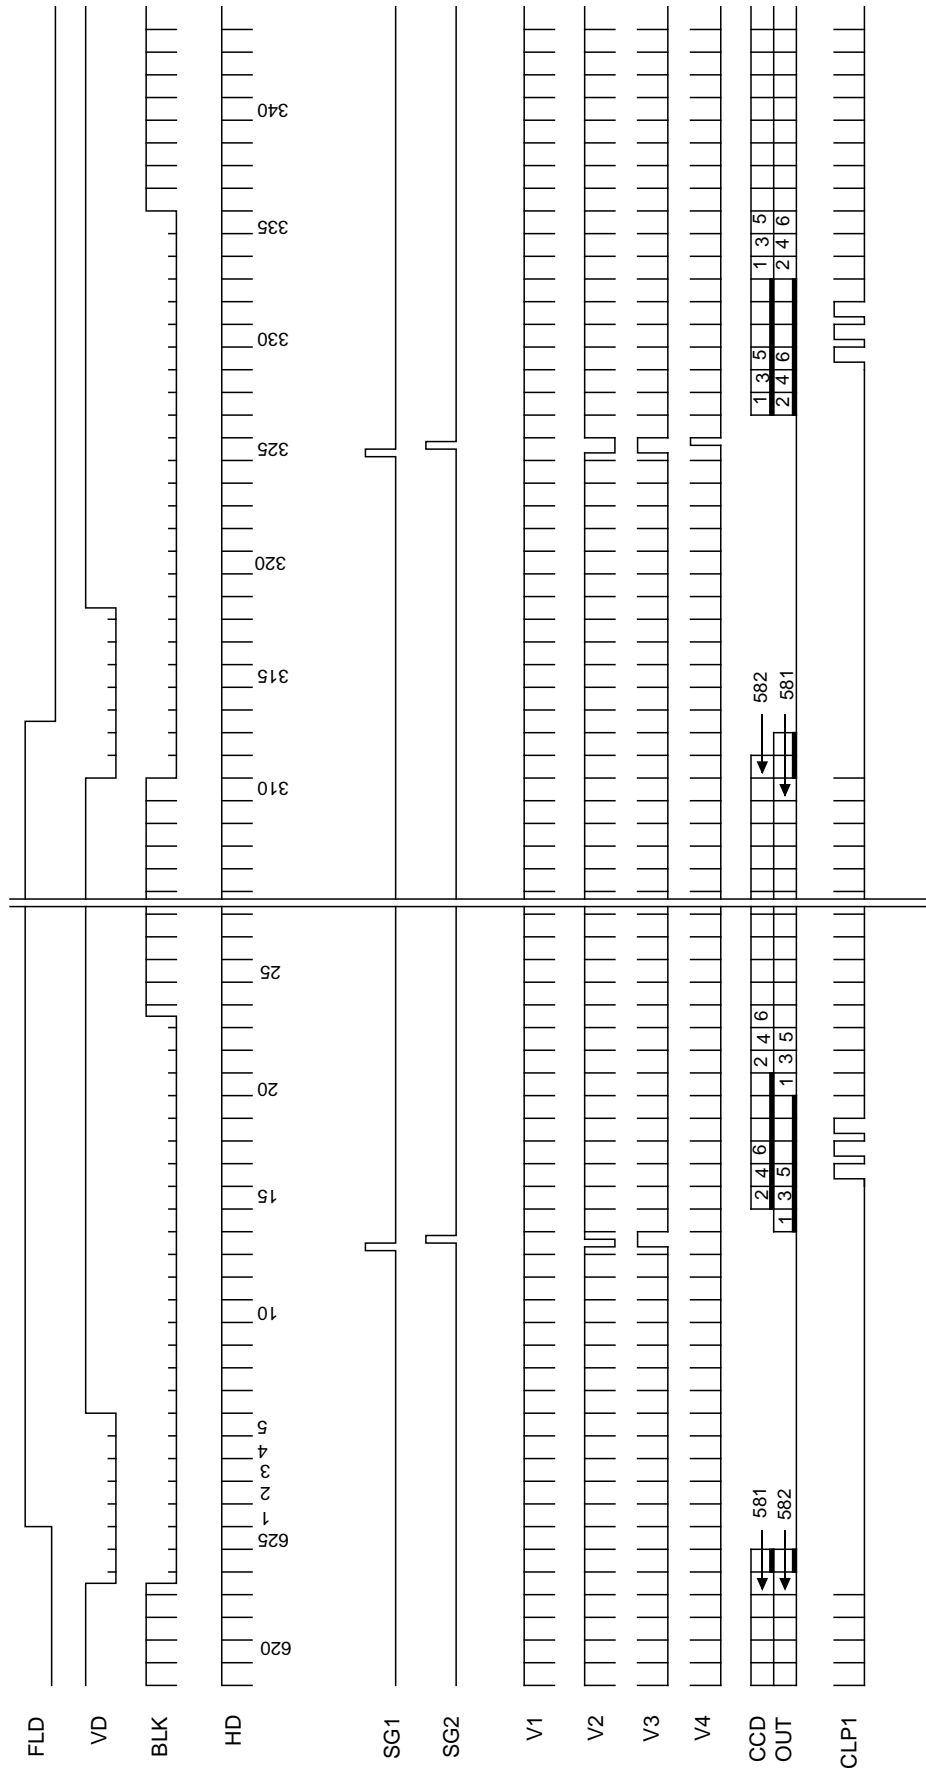 FLD
VD
BLK
HD
620 625 1 2 3 4 5 10 15 20 25 310 315 320 325 330 335 340
SG1
SG2
V1
V2
V3
V4
CCD 581 2 4 6 2 4 6 582 1 3 5 1 3 5
OUT 582 1 3 5 1 3 5 581 2 4 6 2 4 6
CLP1